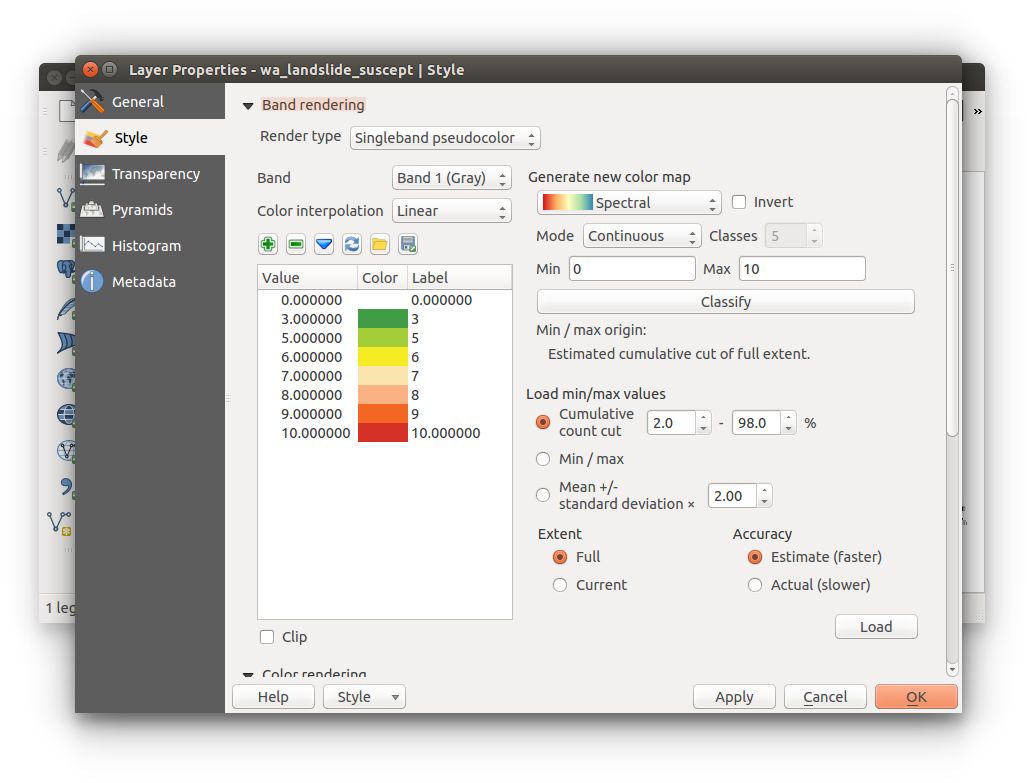 Layer Properties - wa_landslide_suscept | Style
»
General
Style
Transparency
Pyramids
Histogram
Metadata
1 leg
Band rendering
Render type Singleband pseudocolor
Band Band 1 (Gray)
Color interpolation Linear
Value Color Label
0.000000 0.000000
3.000000 3
5.000000 5
6.000000 6
7.000000 7
8.000000 8
9.000000 9
10.000000 10.000000
Clip
Generate new color map
Spectral Invert
Mode Continuous Classes 5
Min 0 Max 10
Classify
Min / max origin:
Estimated cumulative cut of full extent.
Load min/max values
Cumulative
count cut 2.0 - 98.0 %
Min / max
Mean +/-
standard deviation × 2.00
Extent Accuracy
Full Estimate (faster)
Current Actual (slower)
Load
Color rendering
Help Style Apply Cancel OK